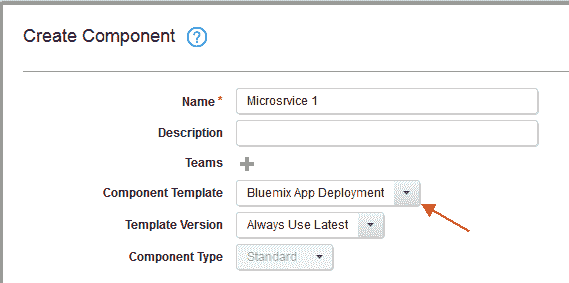 Create Component ?
Name * Microsrvice 1
Description
Teams
Component Template Bluemix App Deployment
Template Version Always Use Latest
Component Type Standard